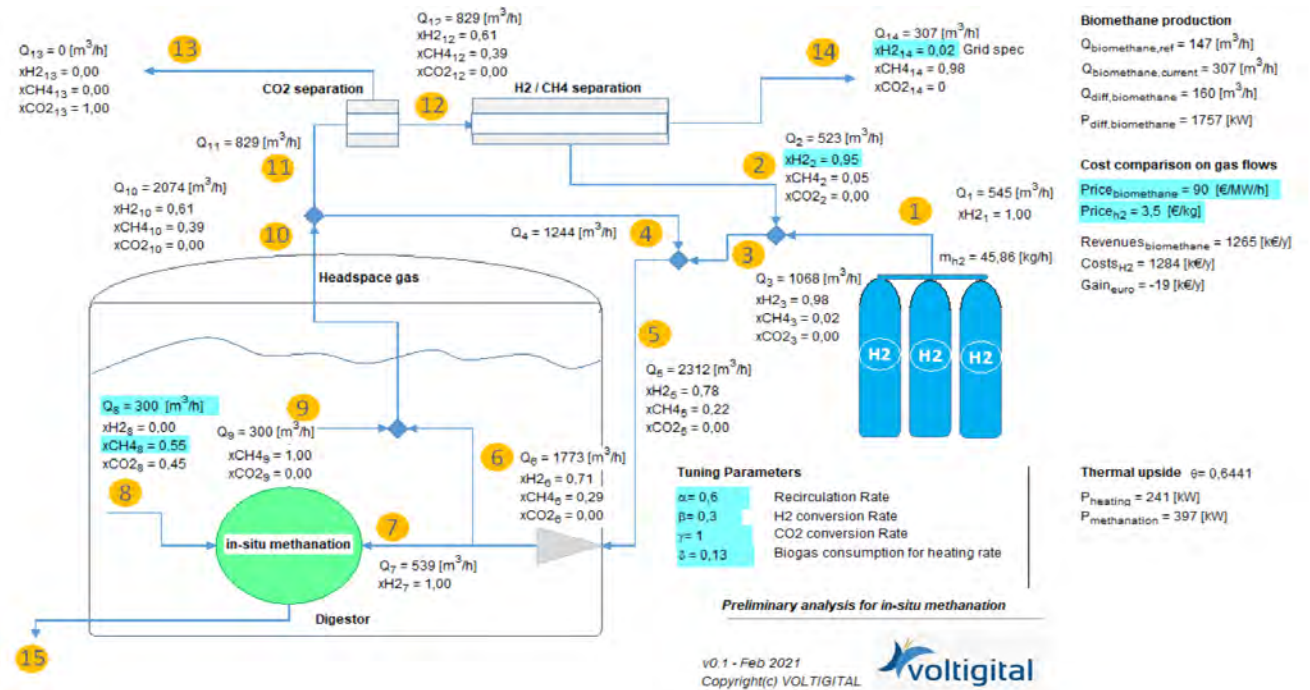 Q13 = 0 [m³/h]
xH2₁₃ = 0,00
xCH4₁₃ = 0,00
xCO2₁₃ = 1,00
13
CO2 separation
Q₁₂ = 829 [m³/h]
xH2₁₂ = 0,61
xCH4₁₂ = 0,39
xCO2₁₂ = 0,00
12
H2 / CH4 separation
14
Q₁₄ = 307 [m³/h]
xH2₁₄ = 0,02 Grid spec
xCH4₁₄ = 0,98
xCO2₁₄ = 0
Q₁₁ = 829 [m³/h]
11
Q₁₀ = 2074 [m³/h]
xH2₁₀ = 0,61
xCH4₁₀ = 0,39
xCO2₁₀ = 0,00
10
Q₄ = 1244 [m³/h]
4
2
Q₂ = 523 [m³/h]
xH2₂ = 0,95
xCH4₂ = 0,05
xCO2₂ = 0,00
1
Q₁ = 545 [m³/h]
xH2₁ = 1,00
3
Q₃ = 1068 [m³/h]
xH2₃ = 0,98
xCH4₃ = 0,02
xCO2₃ = 0,00
mh2 = 45,86 [kg/h]
H2
H2
H2
Headspace gas
5
Q₅ = 2312 [m³/h]
xH2₅ = 0,78
xCH4₅ = 0,22
xCO2₅ = 0,00
Q₈ = 300 [m³/h]
xH2₈ = 0.00
xCH4₈ = 0,55
xCO2₈ = 0,45
8
9
Q₉ = 300 [m³/h]
xCH4₉ = 1,00
xCO2₉ = 0,00
6
Q₆ = 1773 [m³/h]
xH2₆ = 0,71
xCH4₆ = 0,29
xCO2₆ = 0,00
in-situ methanation
7
Q₇ = 539 [m³/h]
xH2₇ = 1,00
Digestor
15
Biomethane production
Qbiomethane,ref = 147 [m³/h]
Qbiomethane,current = 307 [m³/h]
Qdiff,biomethane = 160 [m³/h]
Pdiff,biomethane = 1757 [kW]
Cost comparison on gas flows
Pricebiomethane = 90 [€/MW/h]
Priceh2 = 3,5 [€/kg]
Revenuesbiomethane = 1265 [k€/y]
CostsH2 = 1284 [k€/y]
Gaineuro = -19 [k€/y]
Tuning Parameters
α= 0,6 Recirculation Rate
β= 0,3 H2 conversion Rate
γ= 1 CO2 conversion Rate
δ = 0,13 Biogas consumption for heating rate
Thermal upside θ= 0,6441
Pheating = 241 [kW]
Pmethanation = 397 [kW]
Preliminary analysis for in-situ methanation
v0.1 - Feb 2021
Copyright(c) VOLTIGITAL
voltigital